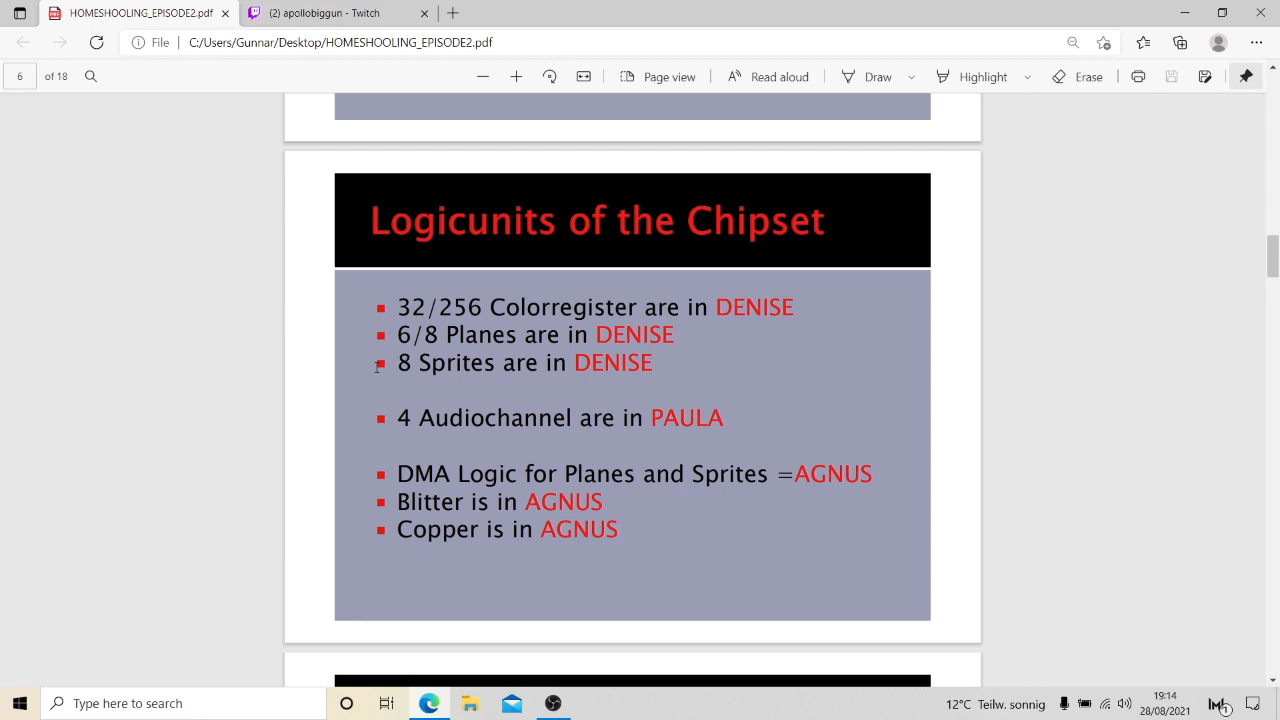 HOMESHOOLING_EPISODE2.pdf
apollobiggun - Twitch
File
C:/Users/Gunnar/Desktop/HOMESHOOLING_EPISODE2.pdf
6 of 18
Page view
Read aloud
Draw
Highlight
Erase
Logicunits of the Chipset
32/256 Colorregister are in DENISE
6/8 Planes are in DENISE
8 Sprites are in DENISE
4 Audiochannel are in PAULA
DMA Logic for Planes and Sprites =AGNUS
Blitter is in AGNUS
Copper is in AGNUS
Type here to search
12°C Teilw. sonnig
19:14
28/08/2021